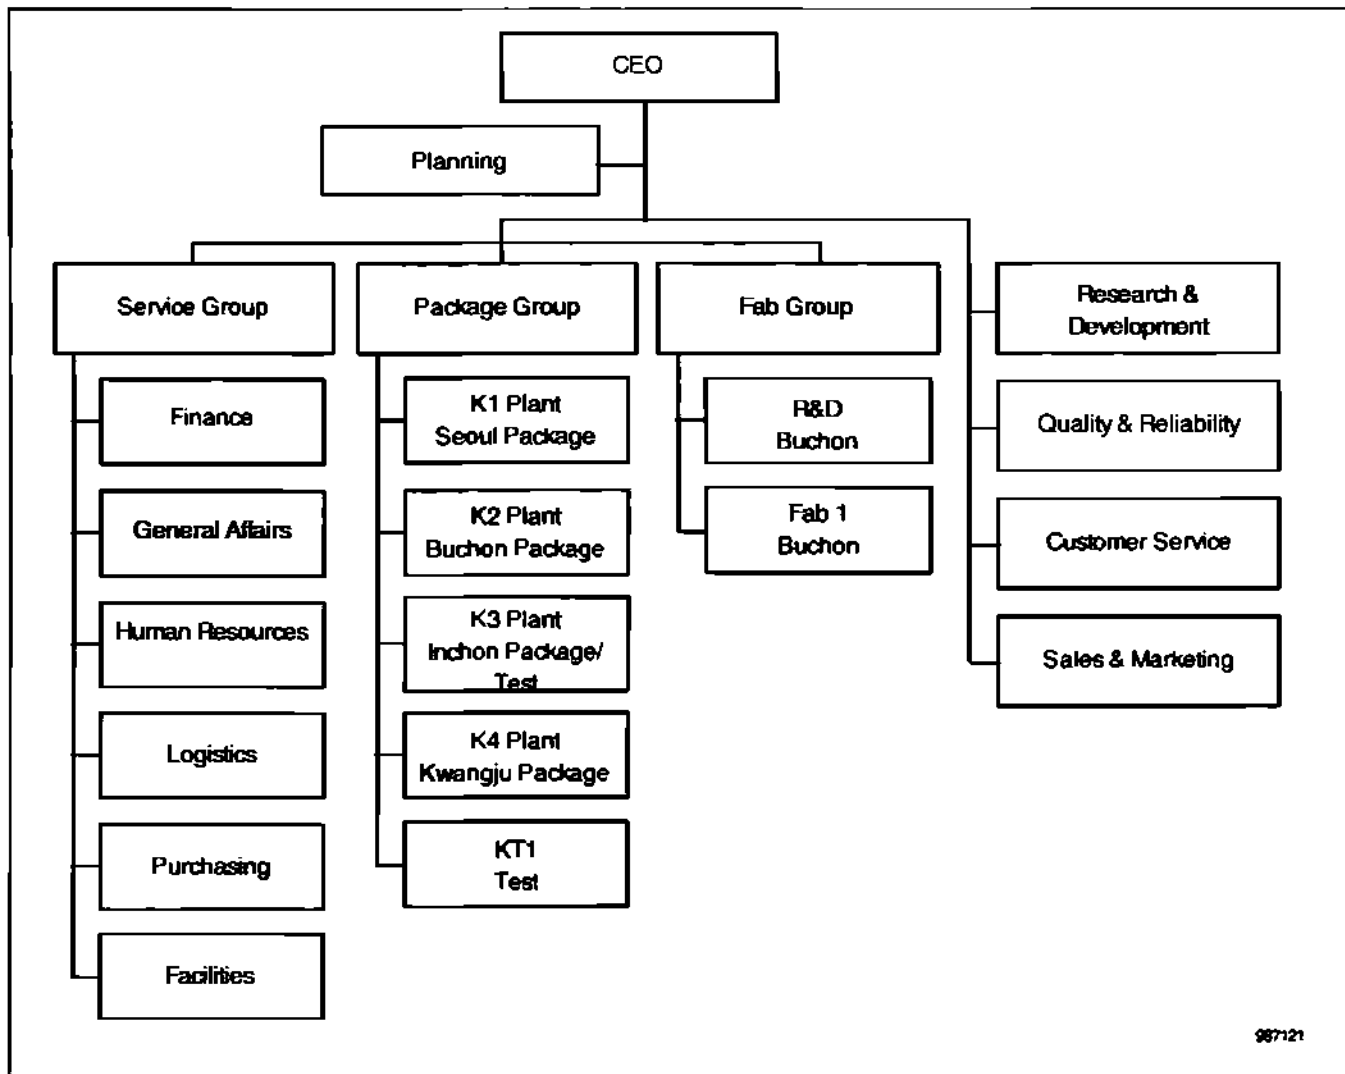 CEO
Planning
Service Group
Finance
General Affairs
Human Resources
Logistics
Purchasing
Facilities
Package Group
K1 Plant
Seoul Package
K2 Plant
Buchon Package
K3 Plant
Inchon Package/
Test
K4 Plant
Kwangju Package
KT1
Test
Fab Group
R&D
Buchon
Fab 1
Buchon
Research &
Development
Quality & Reliability
Customer Service
Sales & Marketing
987121